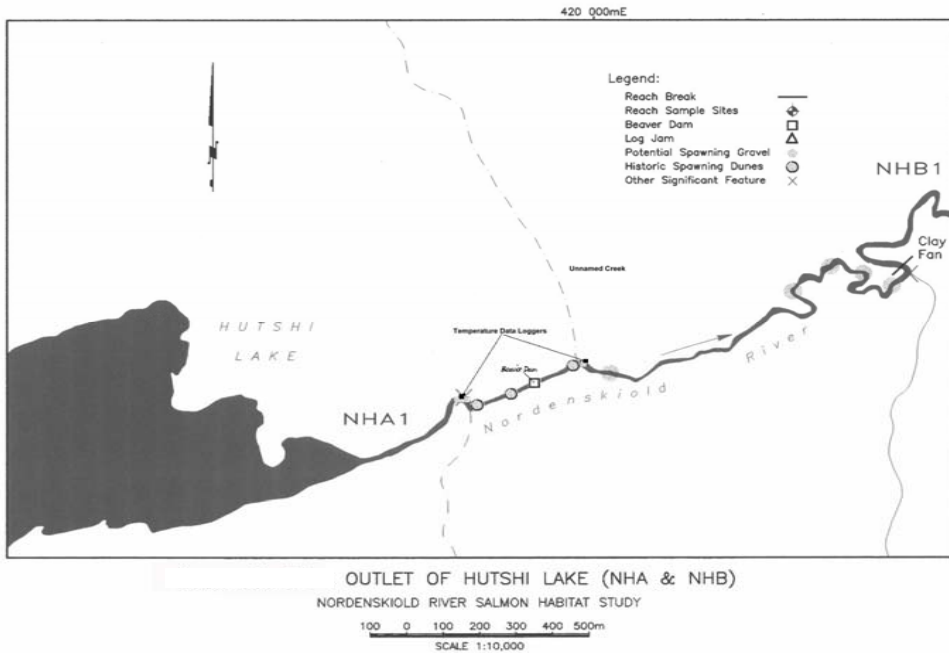 420 000mE
Legend:
Reach Break
Reach Sample Sites
Beaver Dam
Log Jam
Potential Spawning Gravel
Historic Spawning Dunes
Other Significant Feature
NHB1
Clay
Fan
Unnamed Creek
HUTSHI
LAKE
Temperature Data Loggers
Beaver Dam
River
Nordenskiold
NHA1
OUTLET OF HUTSHI LAKE (NHA & NHB)
NORDENSKIOLD RIVER SALMON HABITAT STUDY
100 0 100 200 300 400 500m
SCALE 1:10,000